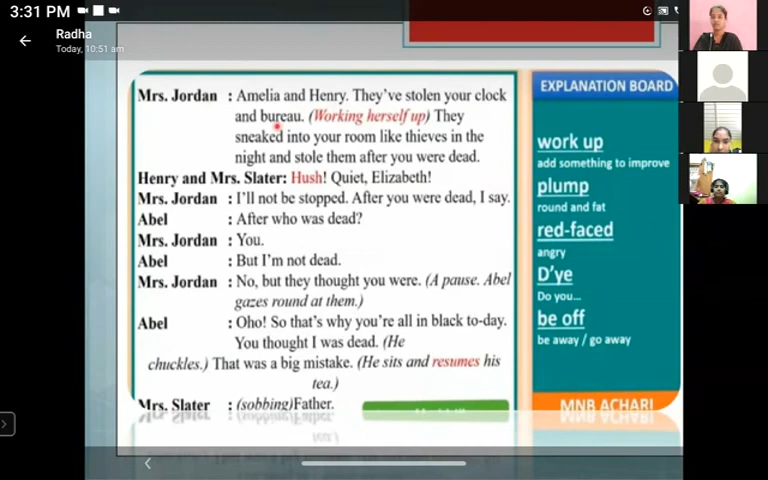 3:31 PM
Radha
Today, 10:51 am
Mrs. Jordan : Amelia and Henry. They've stolen your clock
and bureau. (Working herself up) They
sneaked into your room like thieves in the
night and stole them after you were dead.
Henry and Mrs. Slater: Hush! Quiet, Elizabeth!
Mrs. Jordan : I'll not be stopped. After you were dead, I say.
Abel : After who was dead?
Mrs. Jordan : You.
Abel : But I'm not dead.
Mrs. Jordan : No, but they thought you were. (A pause. Abel
gazes round at them.)
Abel : Oho! So that's why you're all in black to-day.
You thought I was dead. (He
chuckles.) That was a big mistake. (He sits and resumes his
tea.)
Mrs. Slater : (sobbing)Father.
EXPLANATION BOARD
work up
add something to improve
plump
round and fat
red-faced
angry
D'ye
Do you...
be off
be away / go away
MNB ACHARI